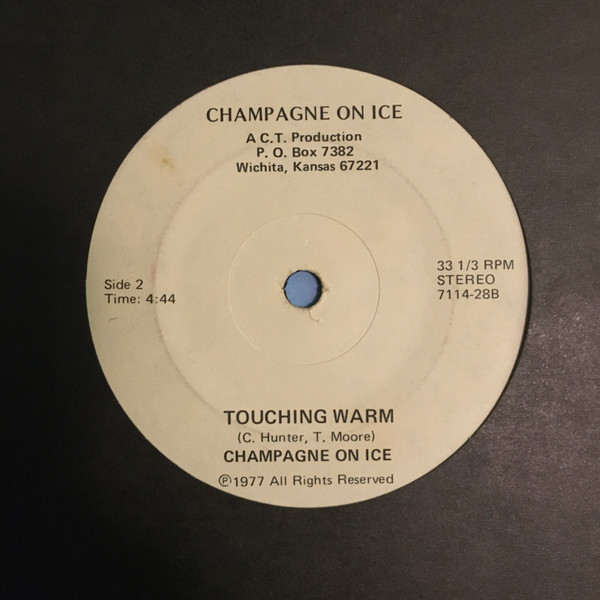 CHAMPAGNE ON ICE
A C.T. Production
P. O. Box 7382
Wichita, Kansas 67221
Side 2
Time: 4:44
33 1/3 RPM
STEREO
7114-28B
TOUCHING WARM
(C. Hunter, T. Moore)
CHAMPAGNE ON ICE
℗1977 All Rights Reserved